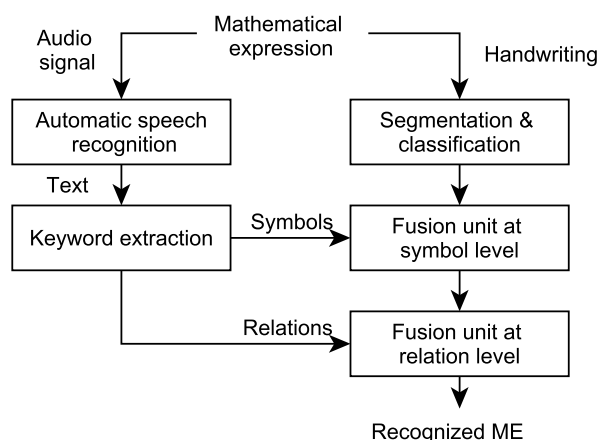 Mathematical
expression
Audio
signal
Handwriting
Automatic speech
recognition
Segmentation &
classification
Text
Keyword extraction
Symbols
Fusion unit at
symbol level
Relations
Fusion unit at
relation level
Recognized ME